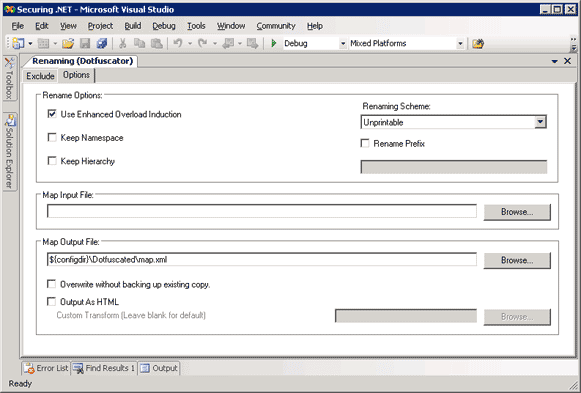 Securing .NET - Microsoft Visual Studio
File Edit View Project Build Debug Tools Window Community Help
Debug Mixed Platforms
Toolbox
Solution Explorer
Renaming (Dotfuscator)
Exclude Options
Rename Options:
Use Enhanced Overload Induction
Keep Namespace
Keep Hierarchy
Renaming Scheme:
Unprintable
Rename Prefix
Map Input File:
Browse...
Map Output File:
${configdir}\Dotfuscated\map.xml
Browse...
Overwrite without backing up existing copy.
Output As HTML
Custom Transform (Leave blank for default)
Browse...
Error List Find Results 1 Output
Ready